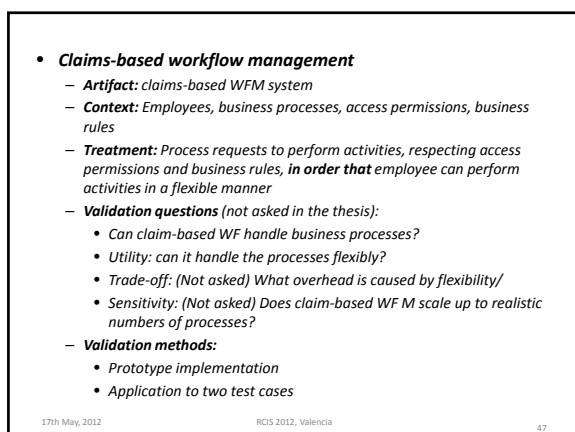 • Claims-based workflow management
– Artifact: claims-based WFM system
– Context: Employees, business processes, access permissions, business
rules
– Treatment: Process requests to perform activities, respecting access
permissions and business rules, in order that employee can perform
activities in a flexible manner
– Validation questions (not asked in the thesis):
• Can claim-based WF handle business processes?
• Utility: can it handle the processes flexibly?
• Trade-off: (Not asked) What overhead is caused by flexibility/
• Sensitivity: (Not asked) Does claim-based WF M scale up to realistic
numbers of processes?
– Validation methods:
• Prototype implementation
• Application to two test cases
17th May, 2012 RCIS 2012, Valencia 47